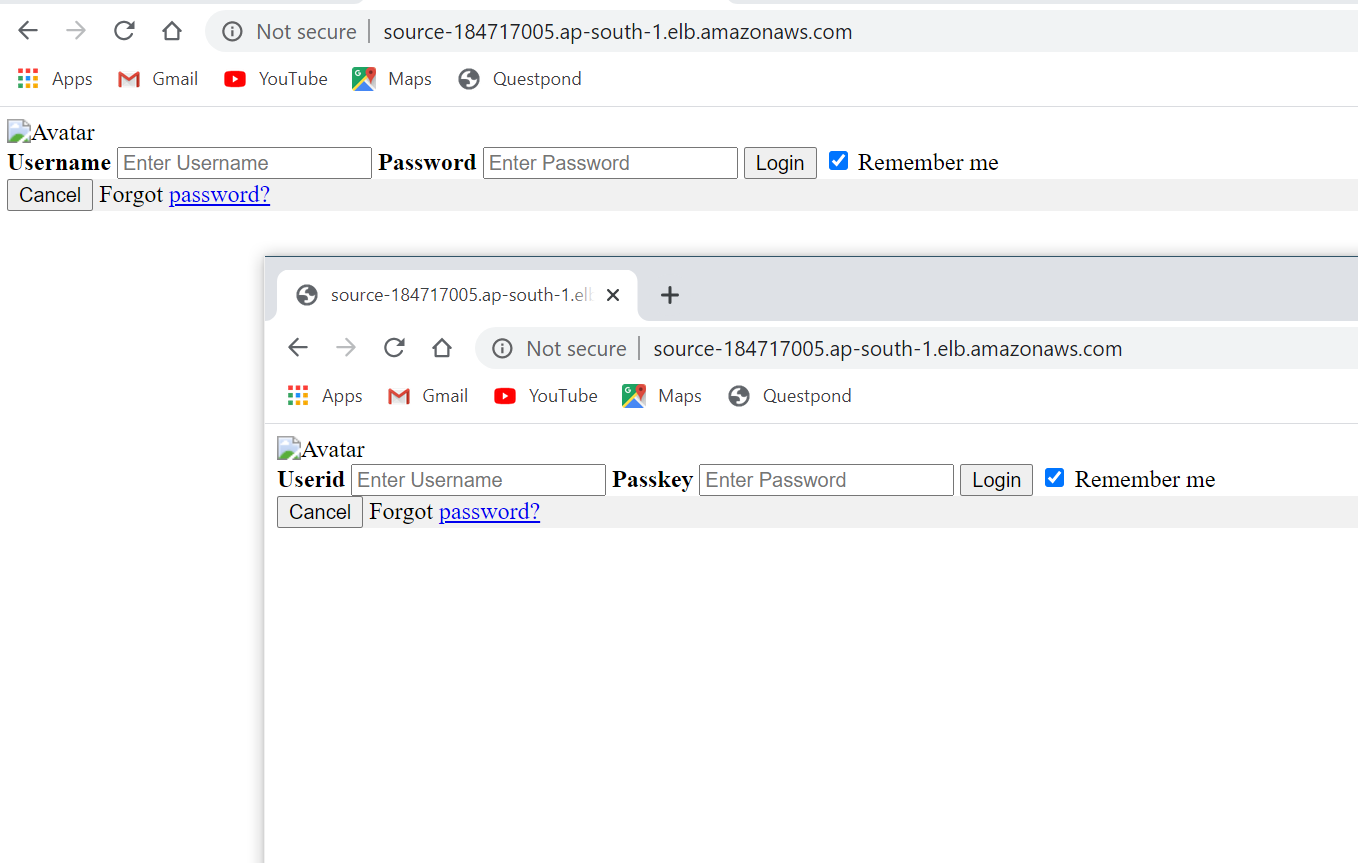 Not secure | source-184717005.ap-south-1.elb.amazonaws.com
Apps Gmail YouTube Maps Questpond
Avatar
Username Enter Username Password Enter Password Login Remember me
Cancel Forgot password?
source-184717005.ap-south-1.el
Not secure | source-184717005.ap-south-1.elb.amazonaws.com
Apps Gmail YouTube Maps Questpond
Avatar
Userid Enter Username Passkey Enter Password Login Remember me
Cancel Forgot password?